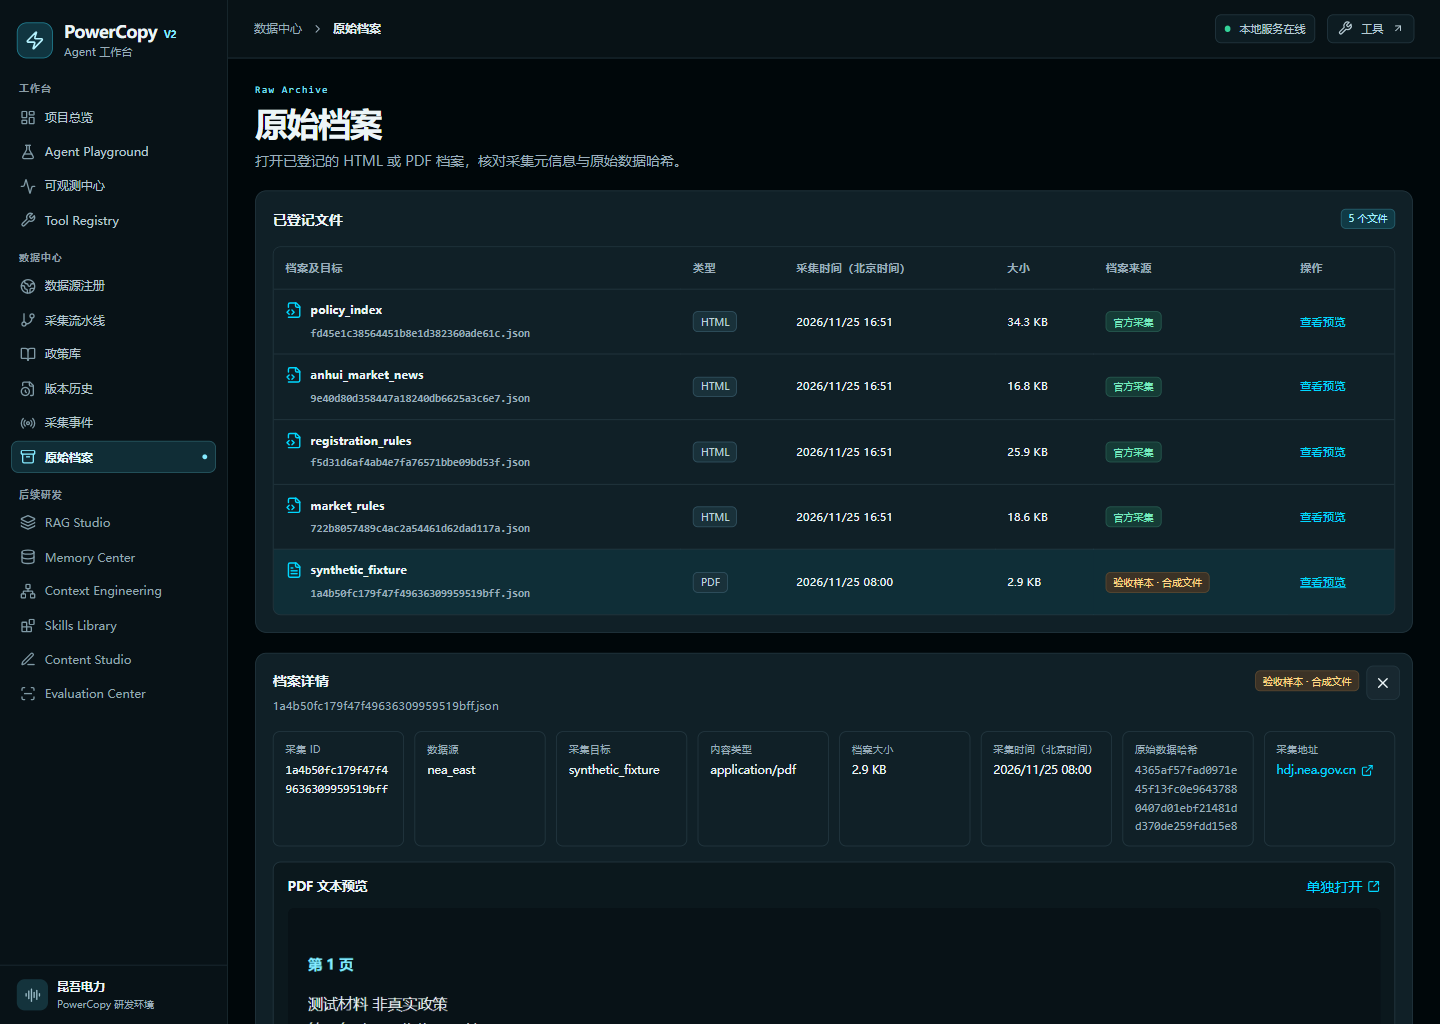 PowerCopy V2
Agent 工作台
工作台
项目总览
Agent Playground
可观测中心
Tool Registry
数据中心
数据源注册
采集流水线
政策库
版本历史
采集事件
原始档案
后续研发
RAG Studio
Memory Center
Context Engineering
Skills Library
Content Studio
Evaluation Center
昆吾电力
PowerCopy 研发环境
数据中心 > 原始档案
本地服务在线
工具
Raw Archive
原始档案
打开已登记的 HTML 或 PDF 档案，核对采集元信息与原始数据哈希。
已登记文件
5 个文件
档案及目标 类型 采集时间（北京时间） 大小 档案来源 操作
policy_index
fd45e1c38564451b8e1d382360ade61c.json
HTML 2026/11/25 16:51 34.3 KB 官方采集 查看预览
anhui_market_news
9e40d80d358447a18240db6625a3c6e7.json
HTML 2026/11/25 16:51 16.8 KB 官方采集 查看预览
registration_rules
f5d31d6af4ab4e7fa76571bbe09bd53f.json
HTML 2026/11/25 16:51 25.9 KB 官方采集 查看预览
market_rules
722b8057489c4ac2a54461d62dad117a.json
HTML 2026/11/25 16:51 18.6 KB 官方采集 查看预览
synthetic_fixture
1a4b50fc179f47f49636309959519bff.json
PDF 2026/11/25 08:00 2.9 KB 验收样本 · 合成文件 查看预览
档案详情
1a4b50fc179f47f49636309959519bff.json
验收样本 · 合成文件
采集 ID
1a4b50fc179f47f4
9636309959519bff
数据源
nea_east
采集目标
synthetic_fixture
内容类型
application/pdf
档案大小
2.9 KB
采集时间（北京时间）
2026/11/25 08:00
原始数据哈希
4365af57fad0971e
45f13fc0e9643788
0407d01ebf21481d
d370de259fdd15e8
采集地址
hdj.nea.gov.cn
PDF 文本预览
单独打开
第 1 页
测试材料 非真实政策